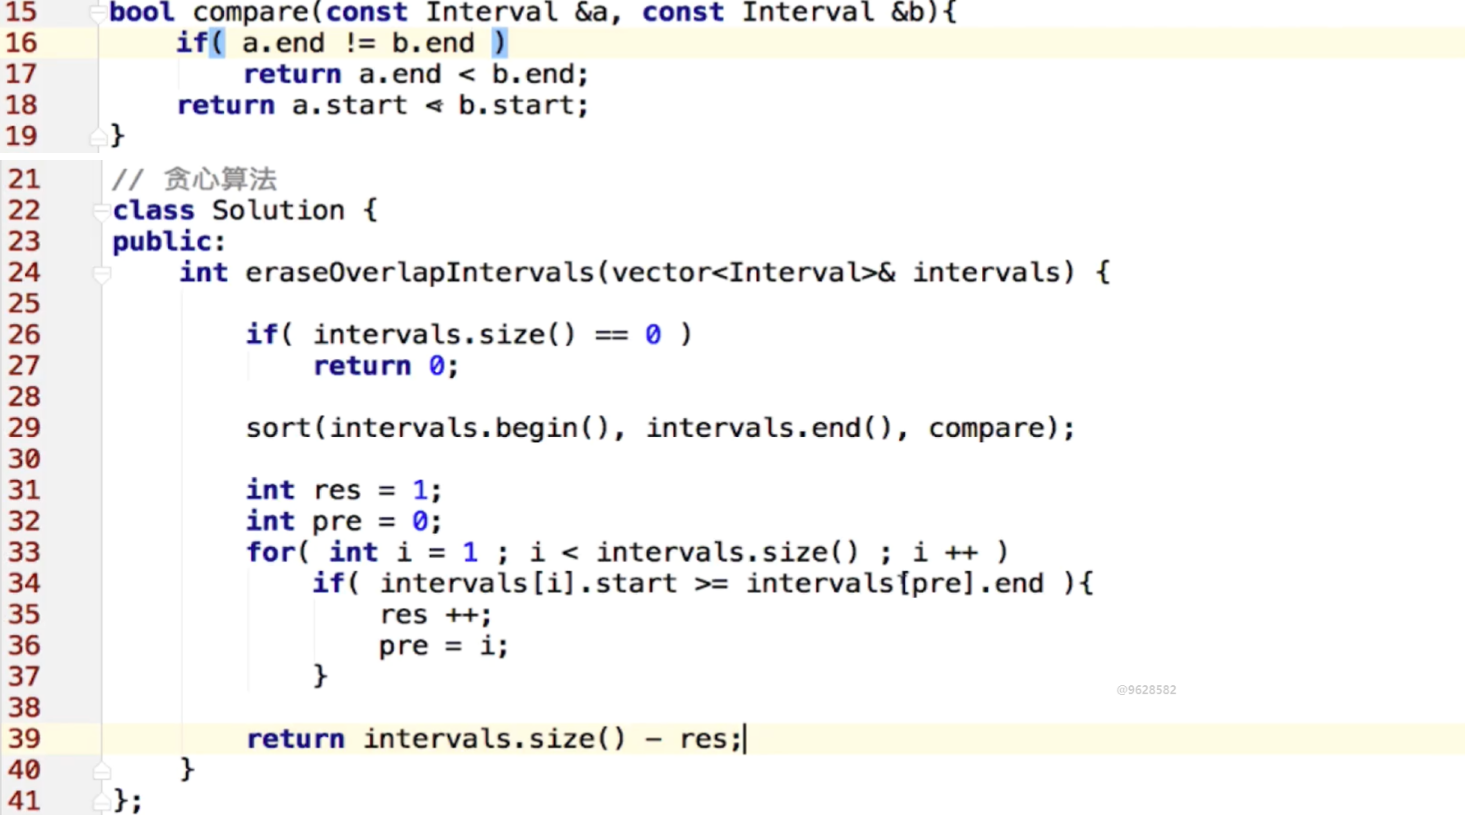 15 bool compare(const Interval &a, const Interval &b){
16 if( a.end != b.end )
17 return a.end < b.end;
18 return a.start < b.start;
19 }
21 // 贪心算法
22 class Solution {
23 public:
24 int eraseOverlapIntervals(vector<Interval>& intervals) {
25
26 if( intervals.size() == 0 )
27 return 0;
28
29 sort(intervals.begin(), intervals.end(), compare);
30
31 int res = 1;
32 int pre = 0;
33 for( int i = 1 ; i < intervals.size() ; i ++ )
34 if( intervals[i].start >= intervals[pre].end ){
35 res ++;
36 pre = i;
37 }
@9628582
38
39 return intervals.size() - res;
40 }
41 };